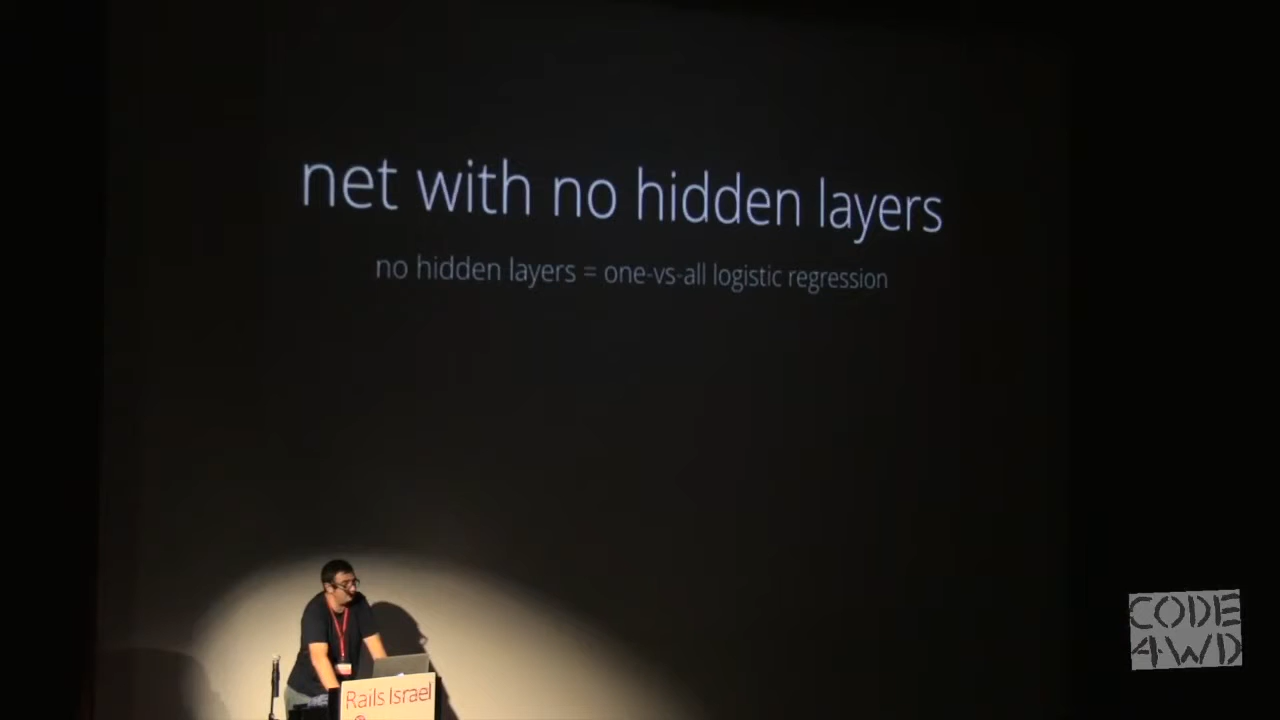 net with no hidden layers
no hidden layers = one-vs-all logistic regression
Rails Israel
CODE
4WD